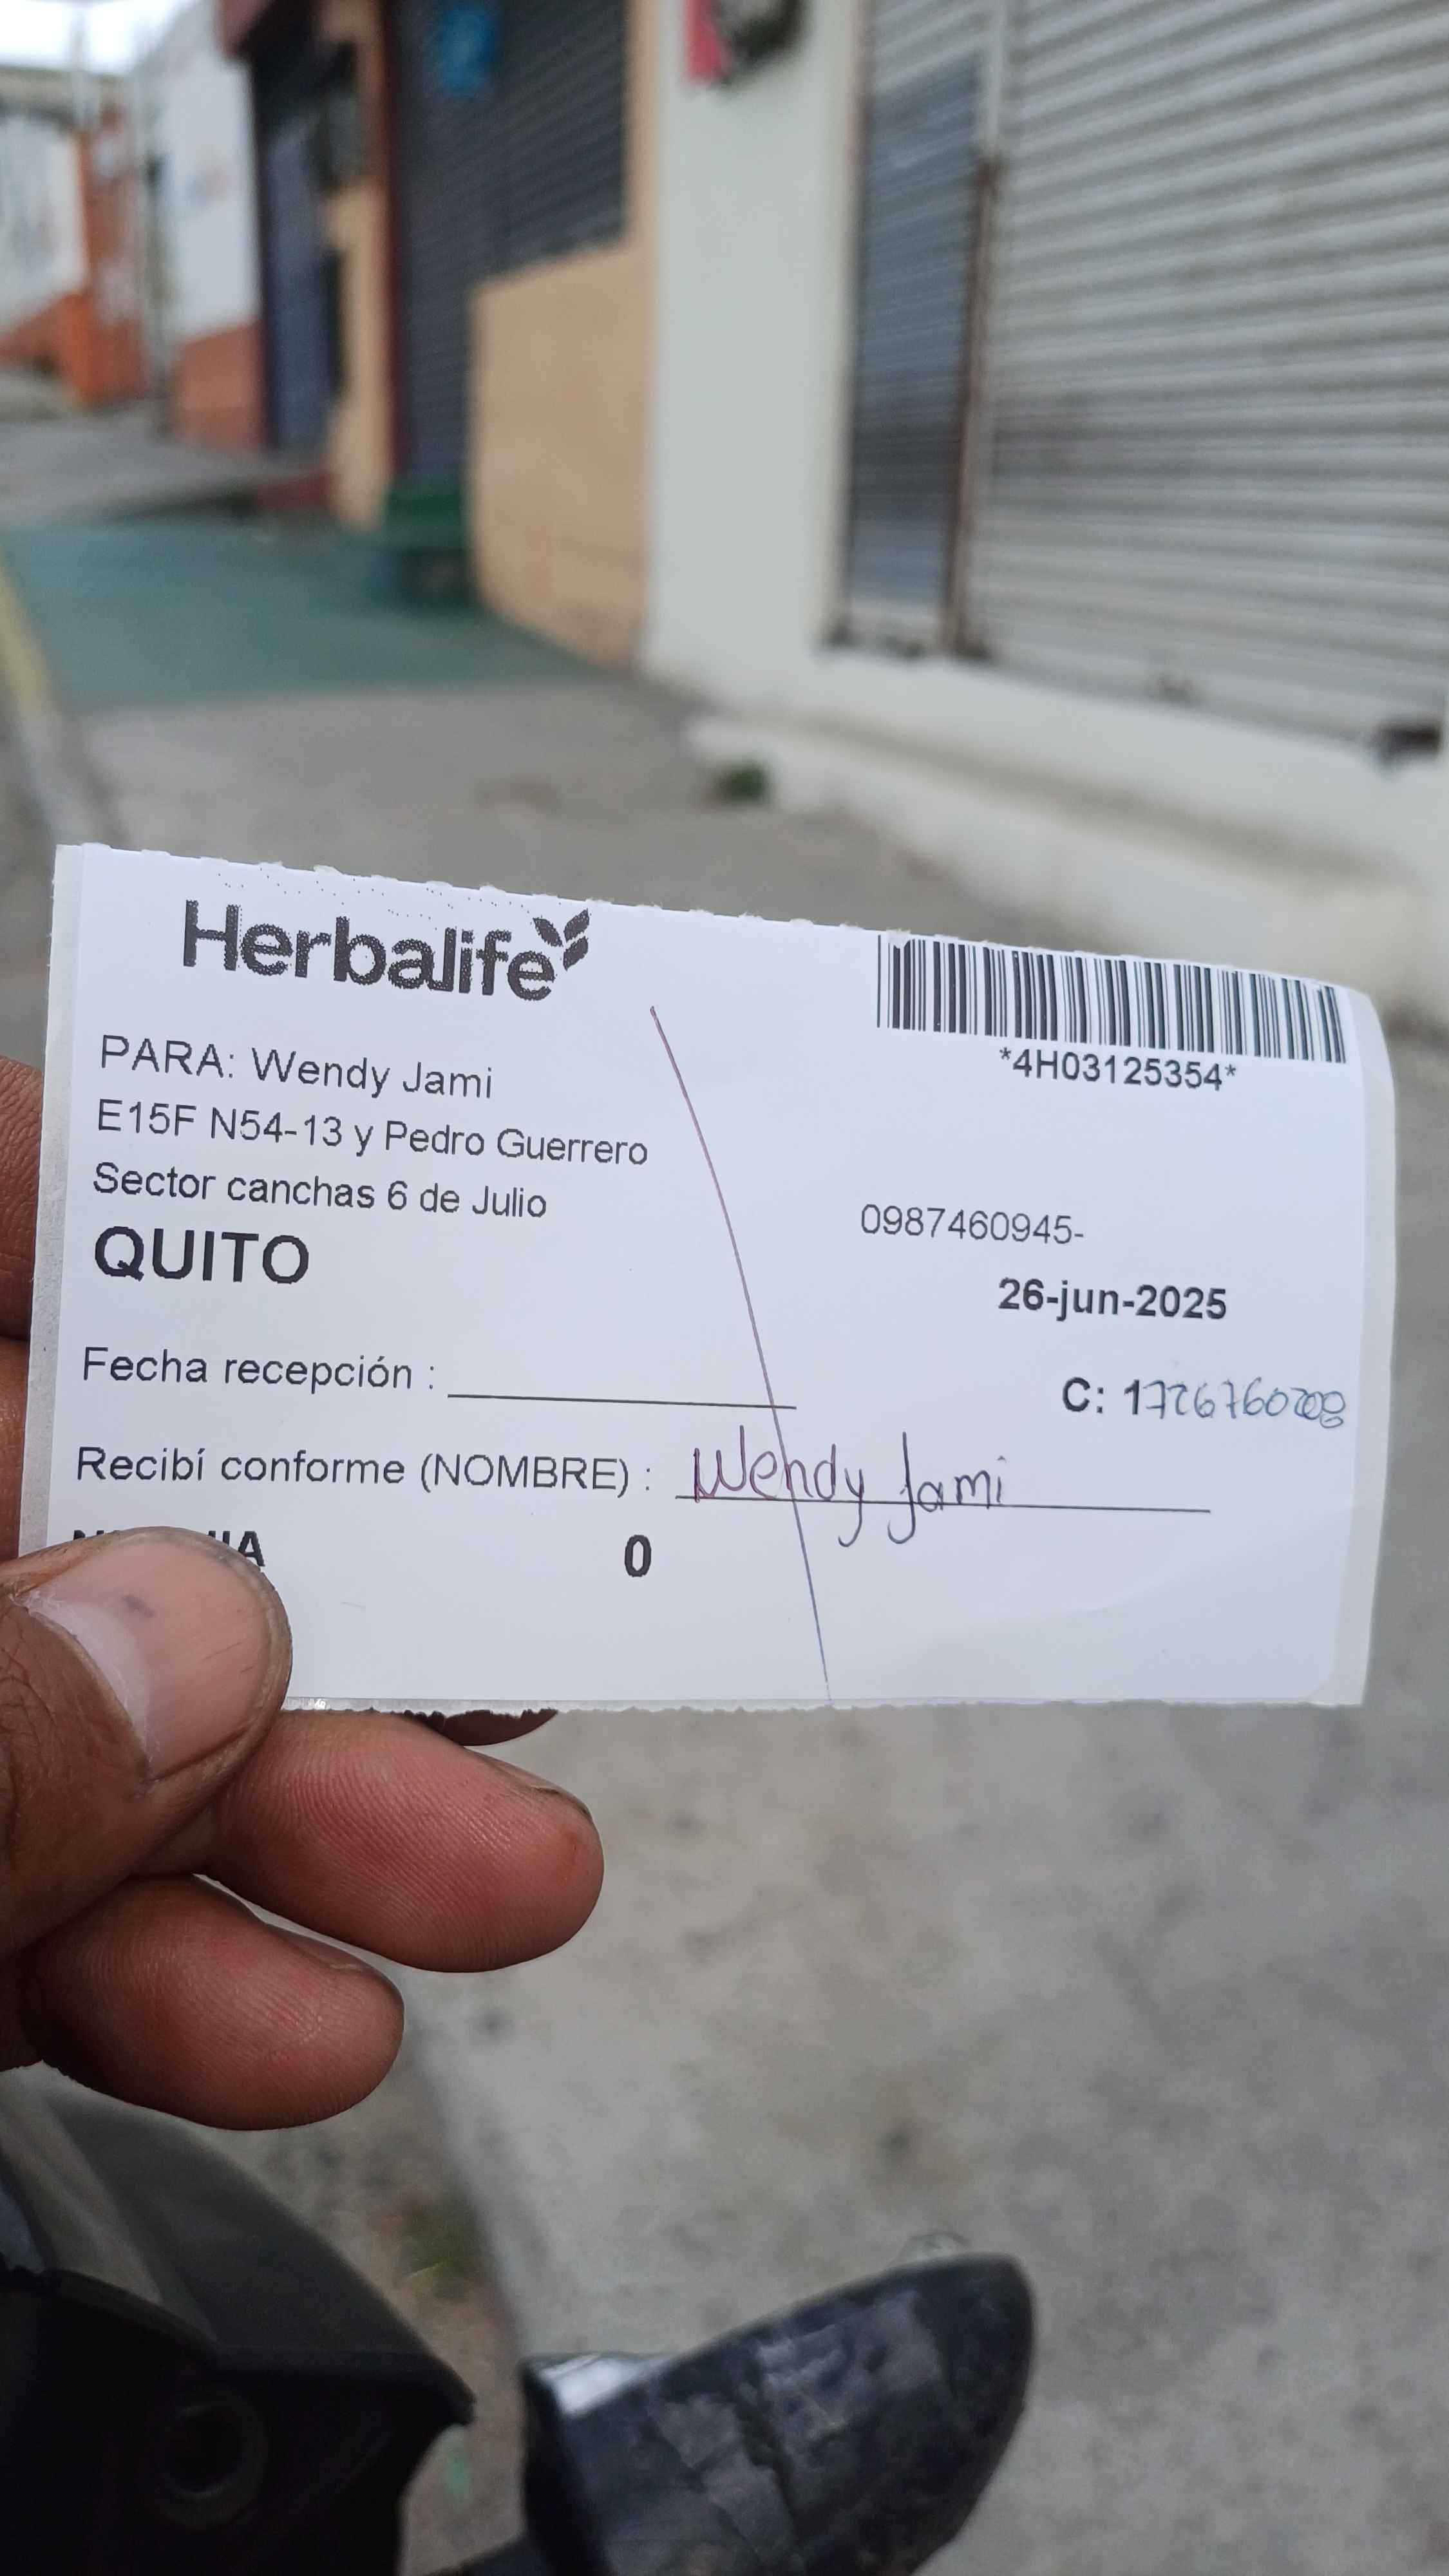 Herbalife
*4H03125354*
PARA: Wendy Jami
E15F N54-13 y Pedro Guerrero
Sector canchas 6 de Julio
0987460945-
QUITO
26-jun-2025
Fecha recepción :
C: 1726760208
Recibí conforme (NOMBRE) : Wendy Jami
0